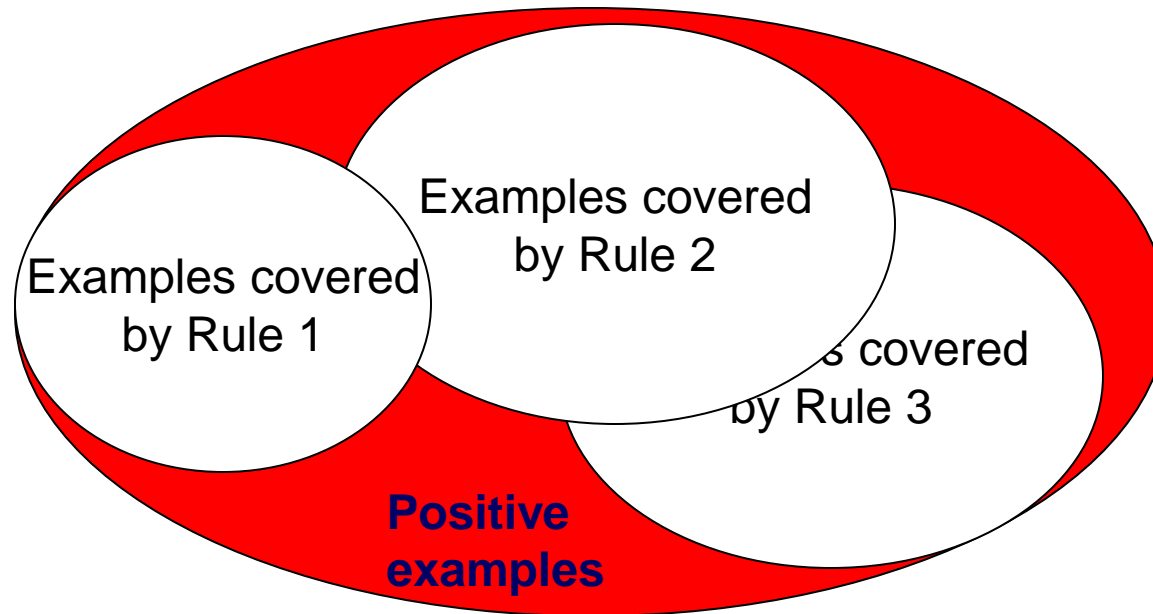 Examples covered
by Rule 2
Examples covered
by Rule 1
covered
by Rule 3
Positive
examples